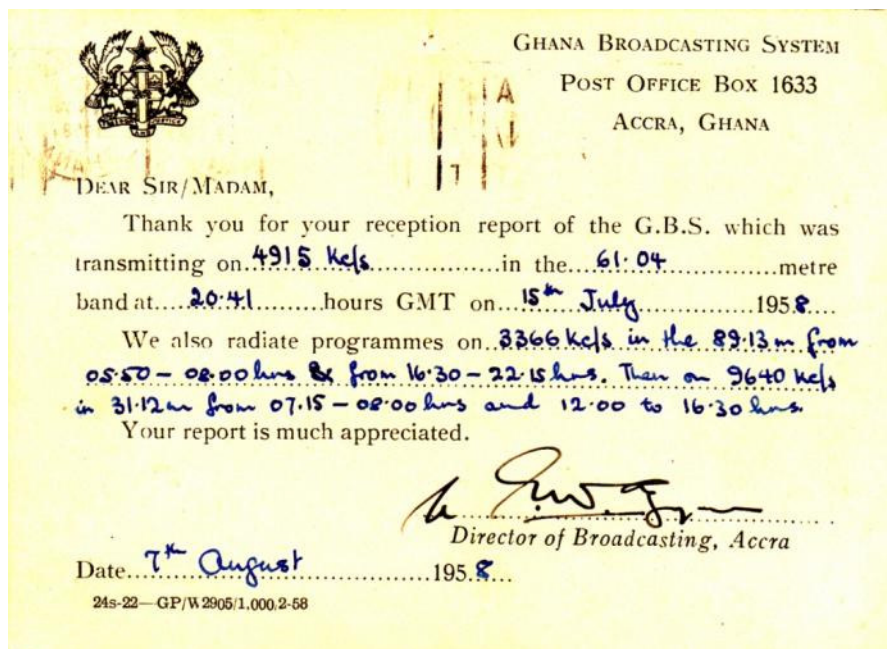 GHANA BROADCASTING SYSTEM
POST OFFICE BOX 1633
ACCRA, GHANA
DEAR SIR/MADAM,
Thank you for your reception report of the G.B.S. which was
transmitting on 4915 Kc/s in the 61·04 metre
band at 20·41 hours GMT on 15th July 1958
We also radiate programmes on 3366 Kc/s in the 89·13 m from
05·50 – 08·00 hrs & from 16·30 – 22·15 hrs. Then on 9640 Kc/s
in 31·12m from 07·15 – 08·00 hrs and 12·00 to 16·30 hrs.
Your report is much appreciated.
Director of Broadcasting, Accra
Date 7th August 1958
24s-22—GP/W2905/1,000/2-58